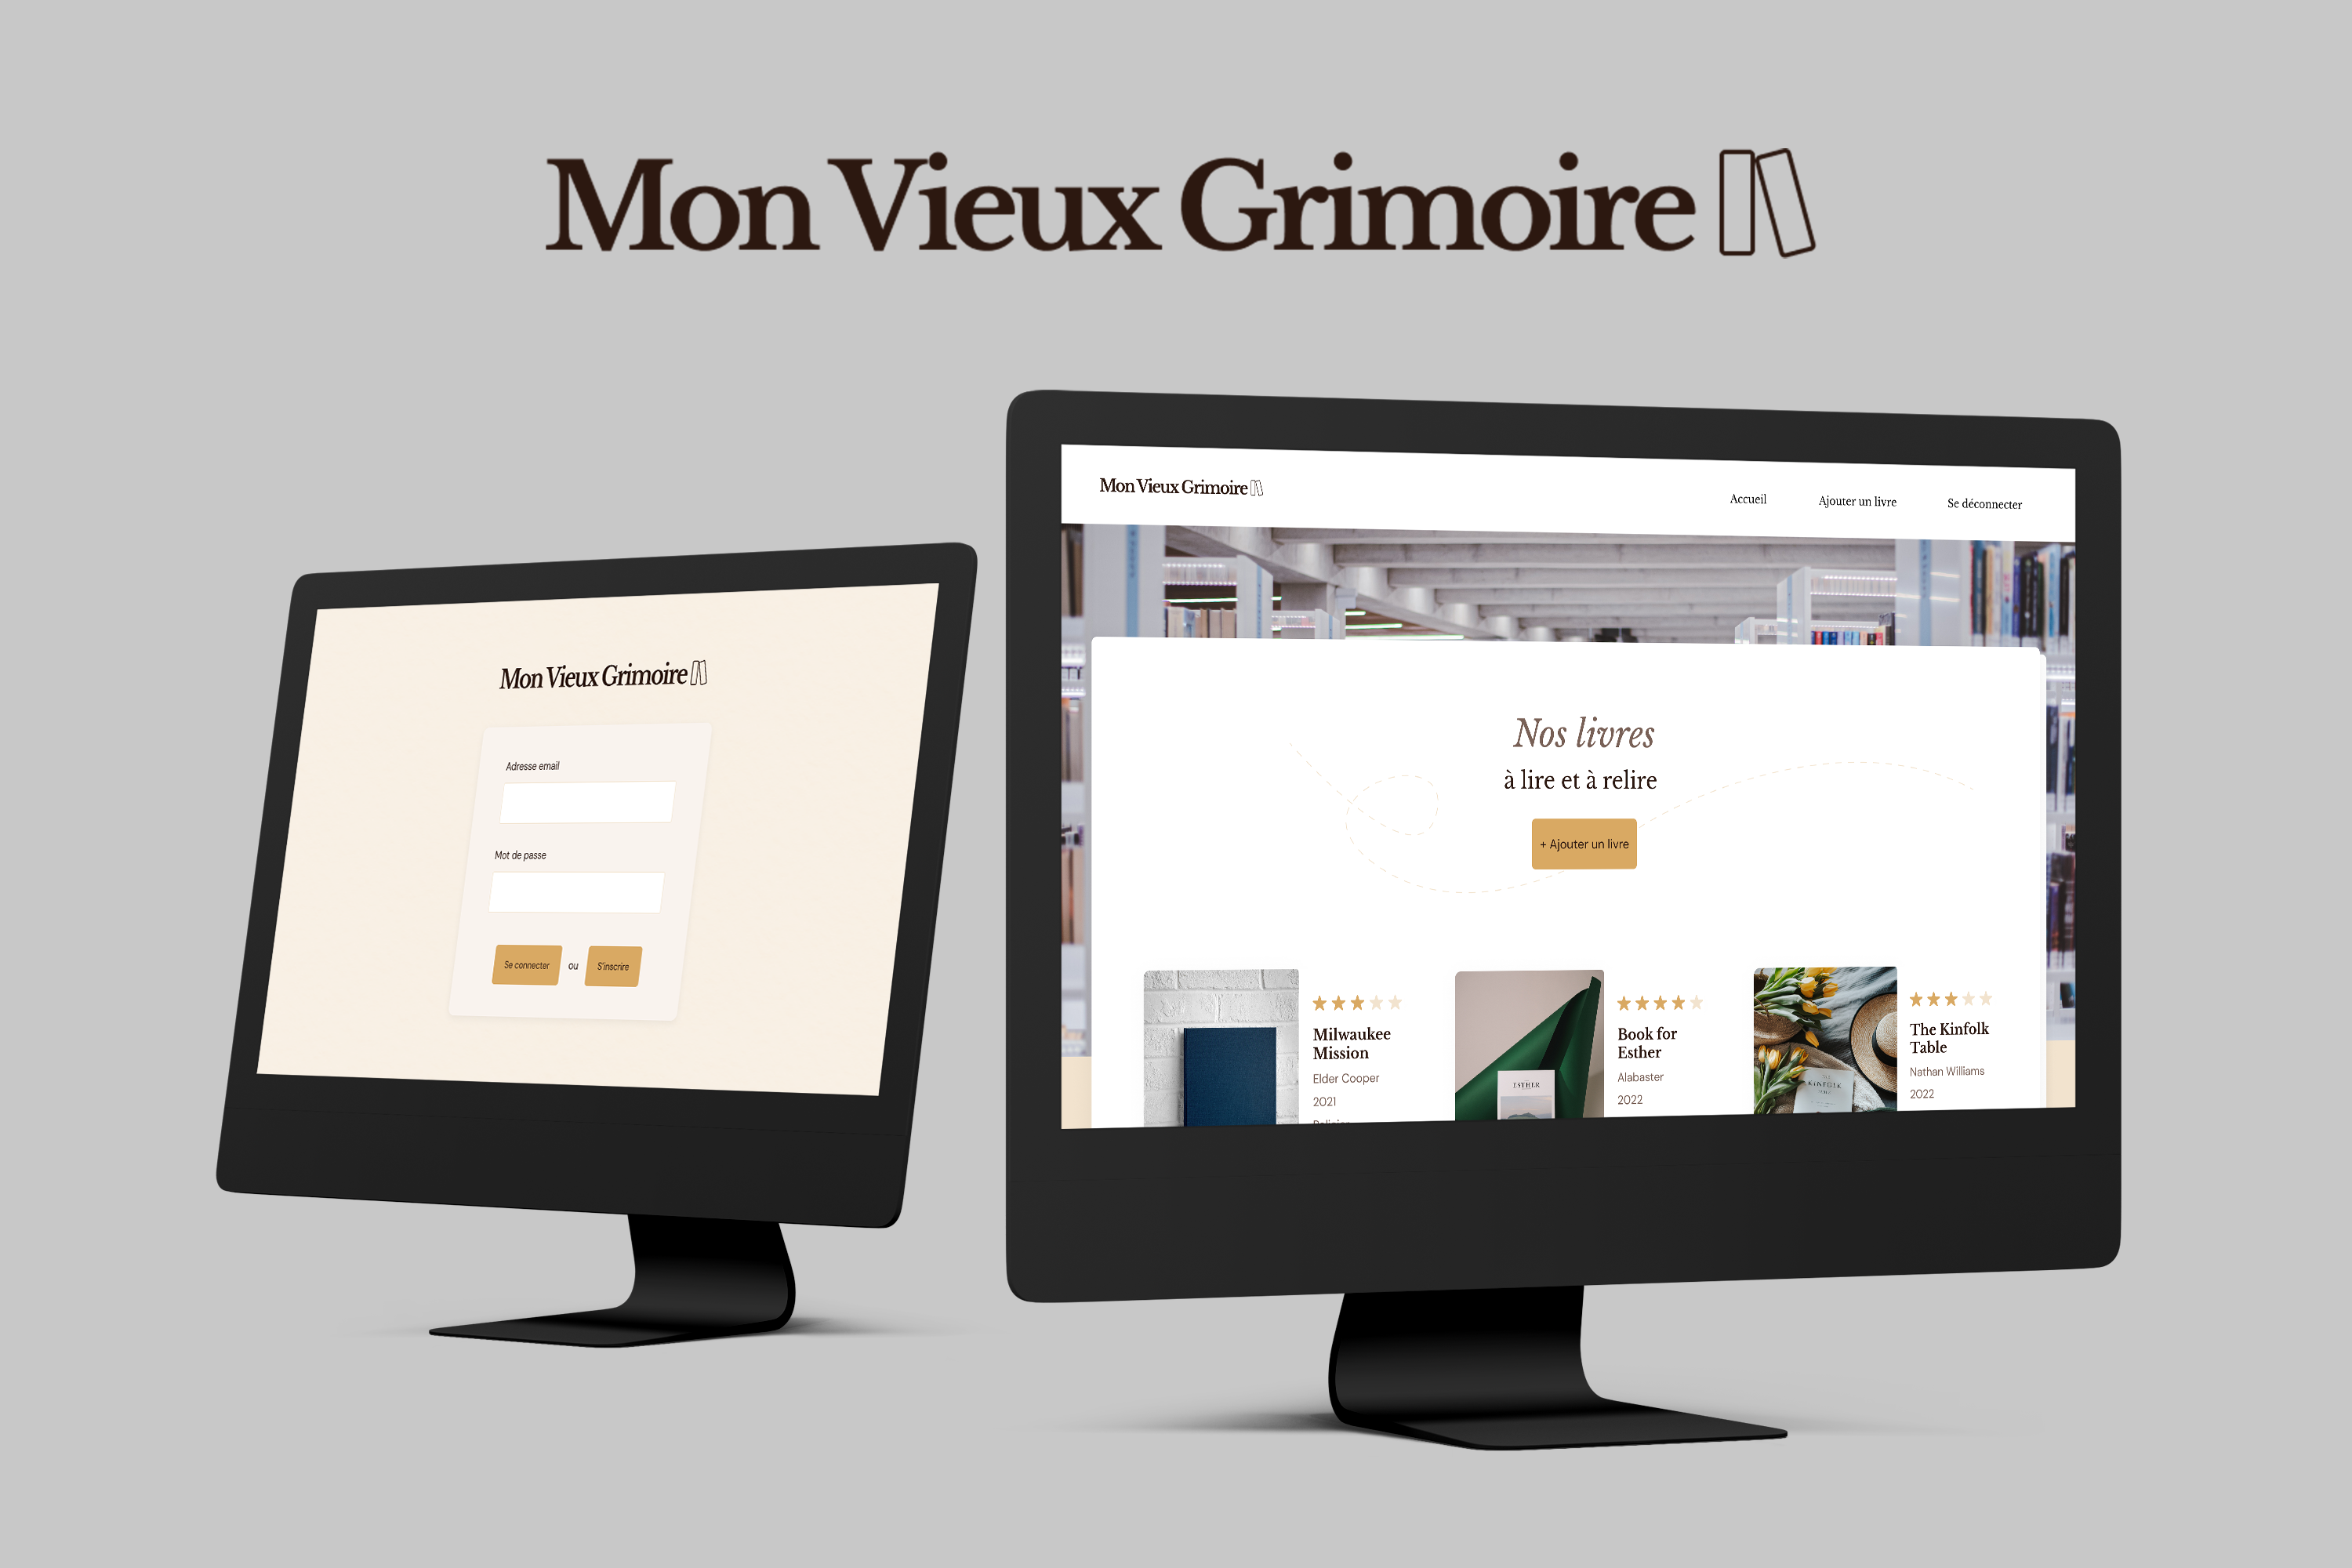 Mon Vieux Grimoire
Mon Vieux Grimoire
Adresse email
Mot de passe
Se connecter ou S'inscrire
Mon Vieux Grimoire
Accueil Ajouter un livre Se déconnecter
Nos livres
à lire et à relire
+ Ajouter un livre
Milwaukee
Mission
Elder Cooper
2021
ESTHER
Book for
Esther
Alabaster
2022
KINFOLK
The Kinfolk
Table
Nathan Williams
2022